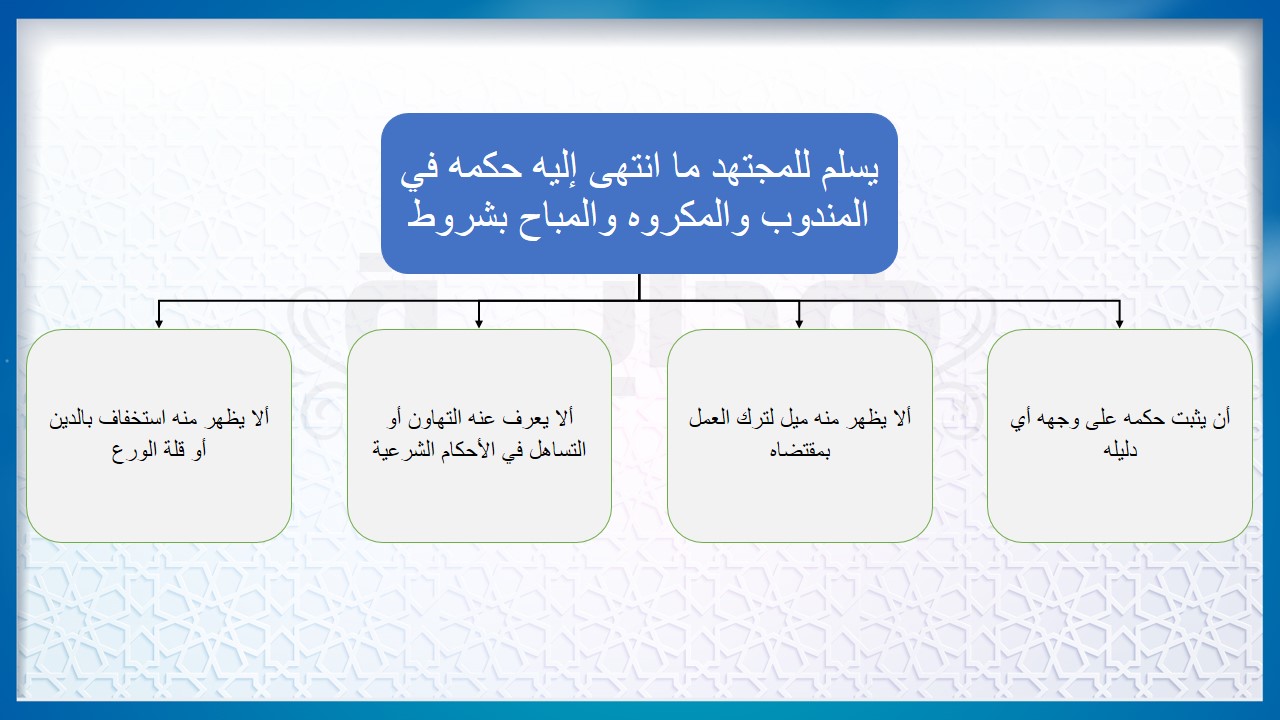 يسلم للمجتهد ما انتهى إليه حكمه في
المندوب والمكروه والمباح بشروط
أن يثبت حكمه على وجهه أي
دليله
ألا يظهر منه ميل لترك العمل
بمقتضاه
ألا يعرف عنه التهاون أو
التساهل في الأحكام الشرعية
ألا يظهر منه استخفاف بالدين
أو قلة الورع